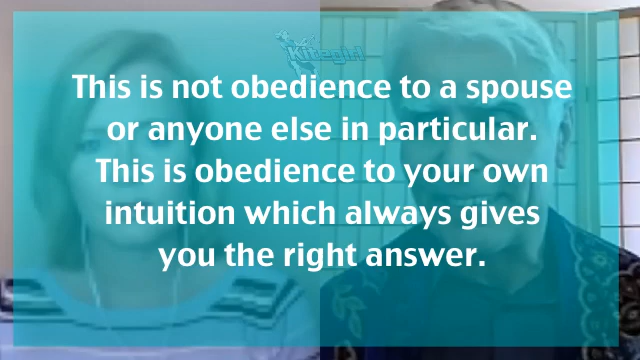 Kitegirl
This is not obedience to a spouse
or anyone else in particular.
This is obedience to your own
intuition which always gives
you the right answer.